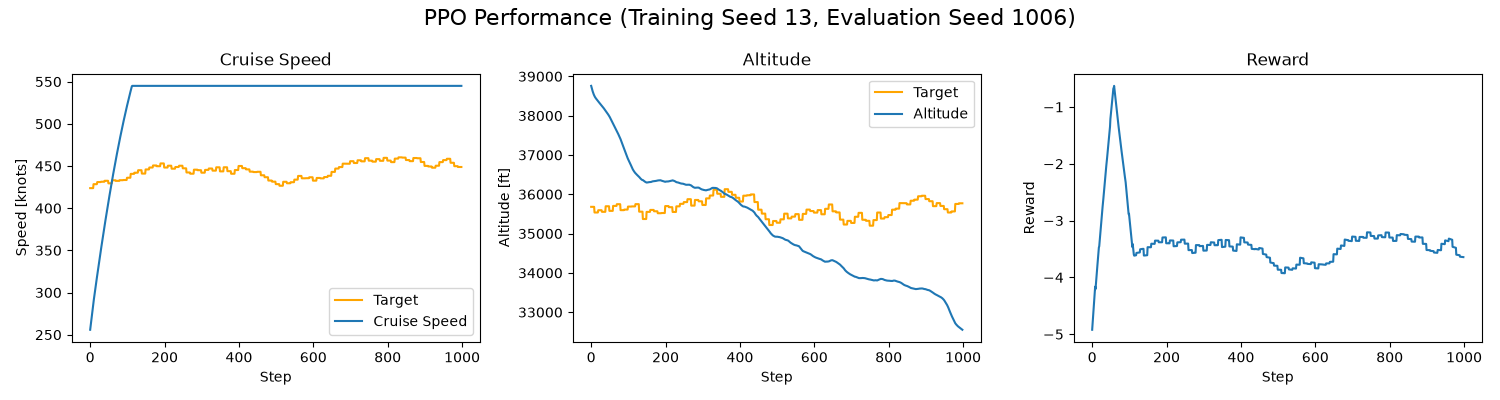 PPO Performance (Training Seed 13, Evaluation Seed 1006)
Cruise Speed
Speed [knots]
550
500
450
400
350
300
250
0
200
400
600
800
1000
Step
Target
Cruise Speed
Altitude
Altitude [ft]
39000
38000
37000
36000
35000
34000
33000
0
200
400
600
800
1000
Step
Target
Altitude
Reward
Reward
−1
−2
−3
−4
−5
0
200
400
600
800
1000
Step